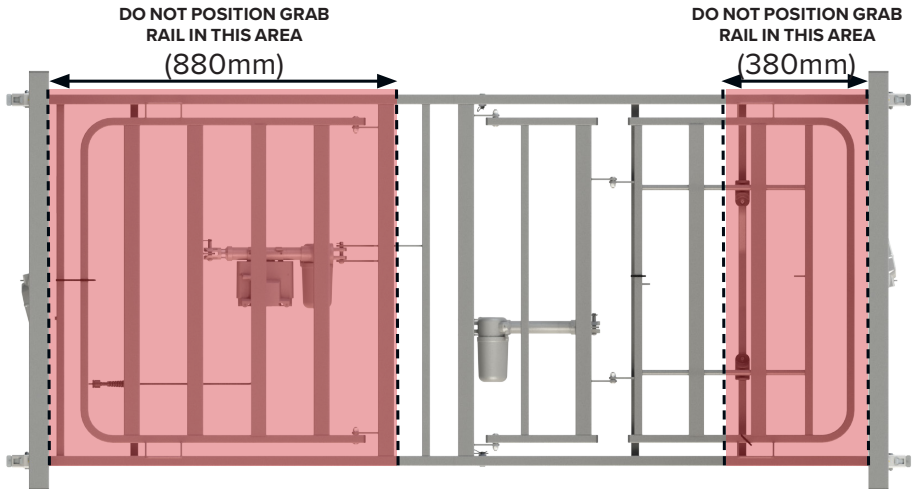 DO NOT POSITION GRAB
RAIL IN THIS AREA
(880mm)
DO NOT POSITION GRAB
RAIL IN THIS AREA
(380mm)